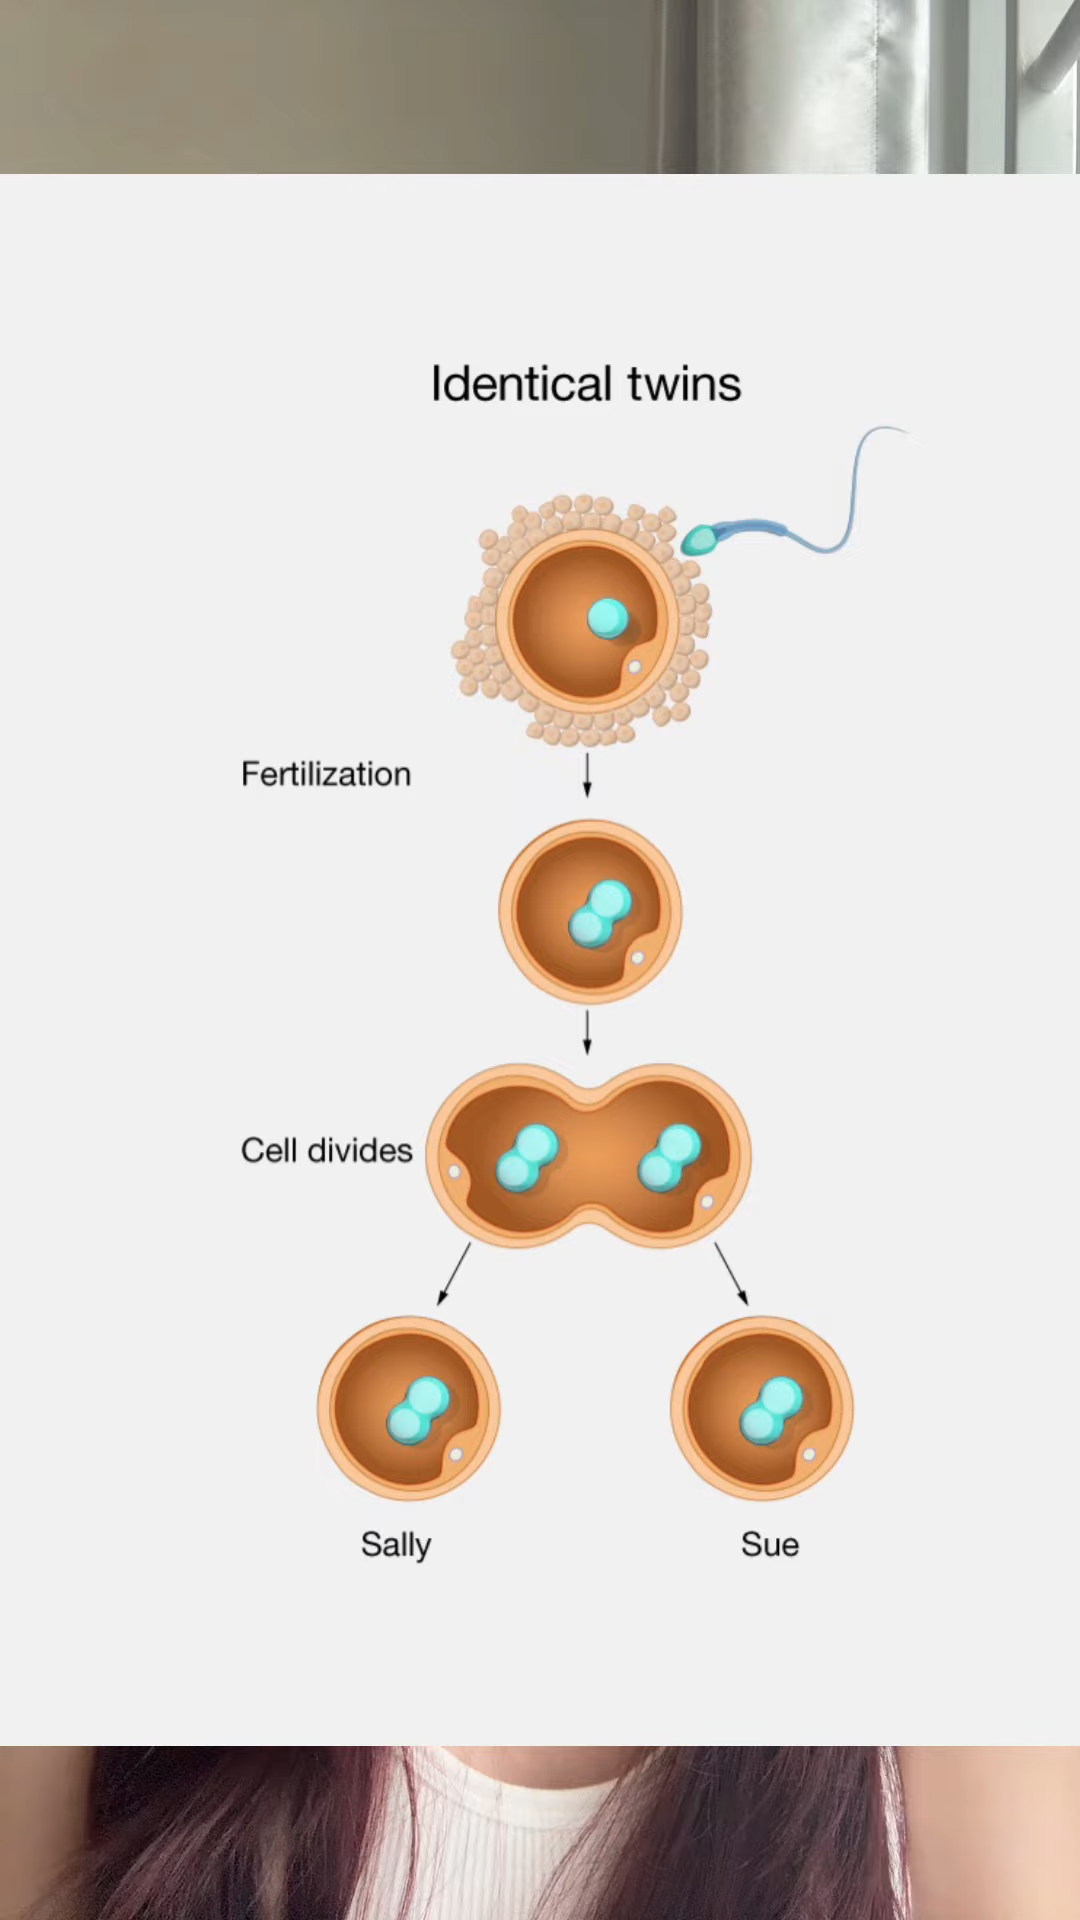 Identical twins
Fertilization
Cell divides
Sally
Sue